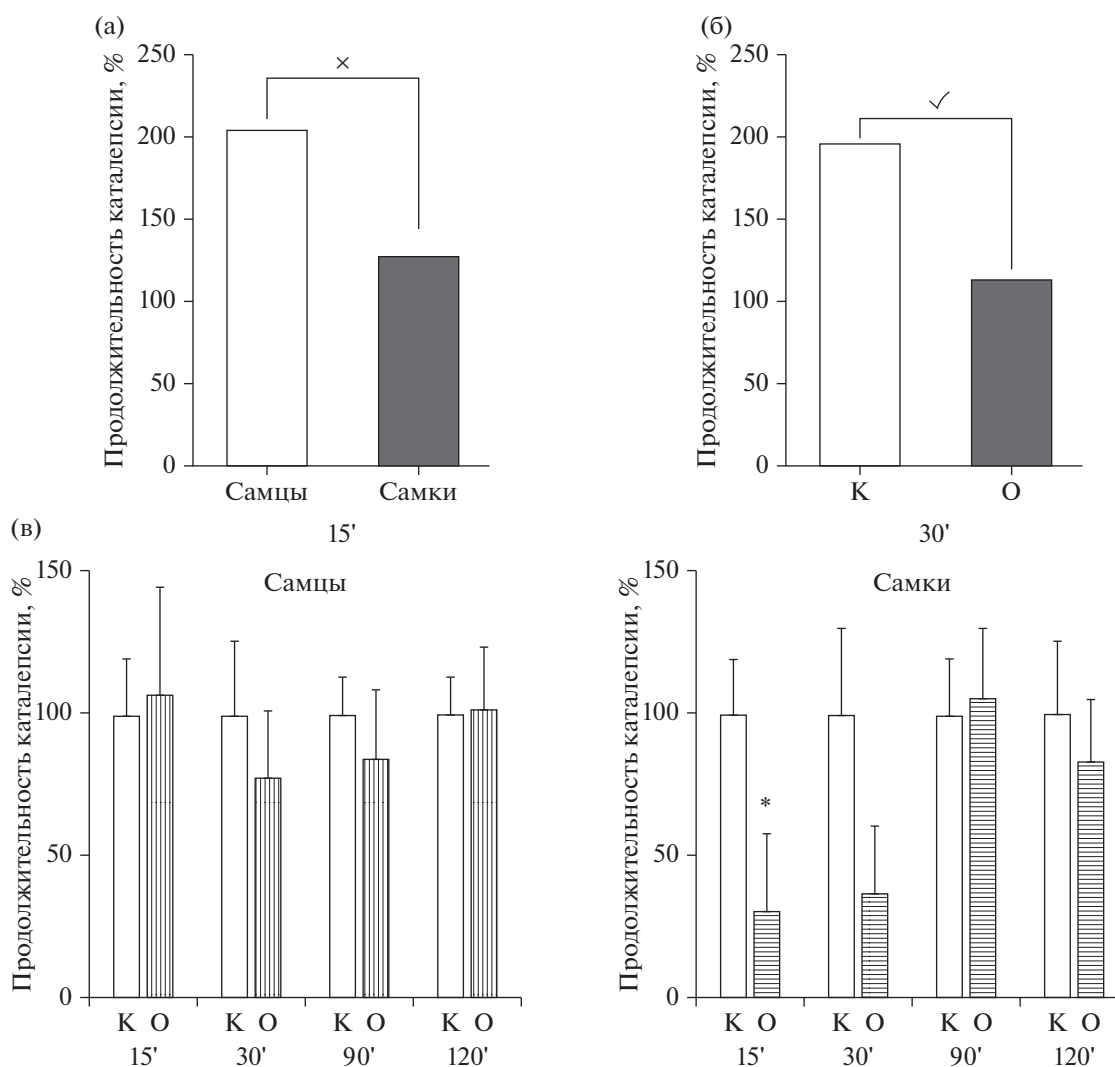 (а)
Продолжительность каталепсии, %
250
200
150
100
50
0
×
Самцы Самки
15'
(б)
Продолжительность каталепсии, %
250
200
150
100
50
0
✓
К О
30'
(в)
Продолжительность каталепсии, %
150
100
50
0
Самцы
К О К О К О К О
15' 30' 90' 120'
Продолжительность каталепсии, %
150
100
50
0
Самки
*
К О К О К О К О
15' 30' 90' 120'